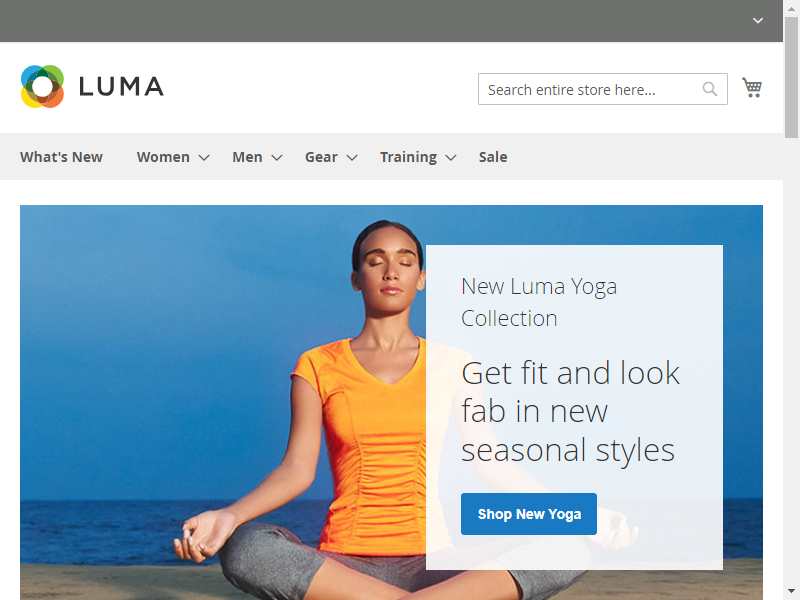 LUMA
Search entire store here...
What's New Women Men Gear Training Sale
New Luma Yoga
Collection
Get fit and look
fab in new
seasonal styles
Shop New Yoga